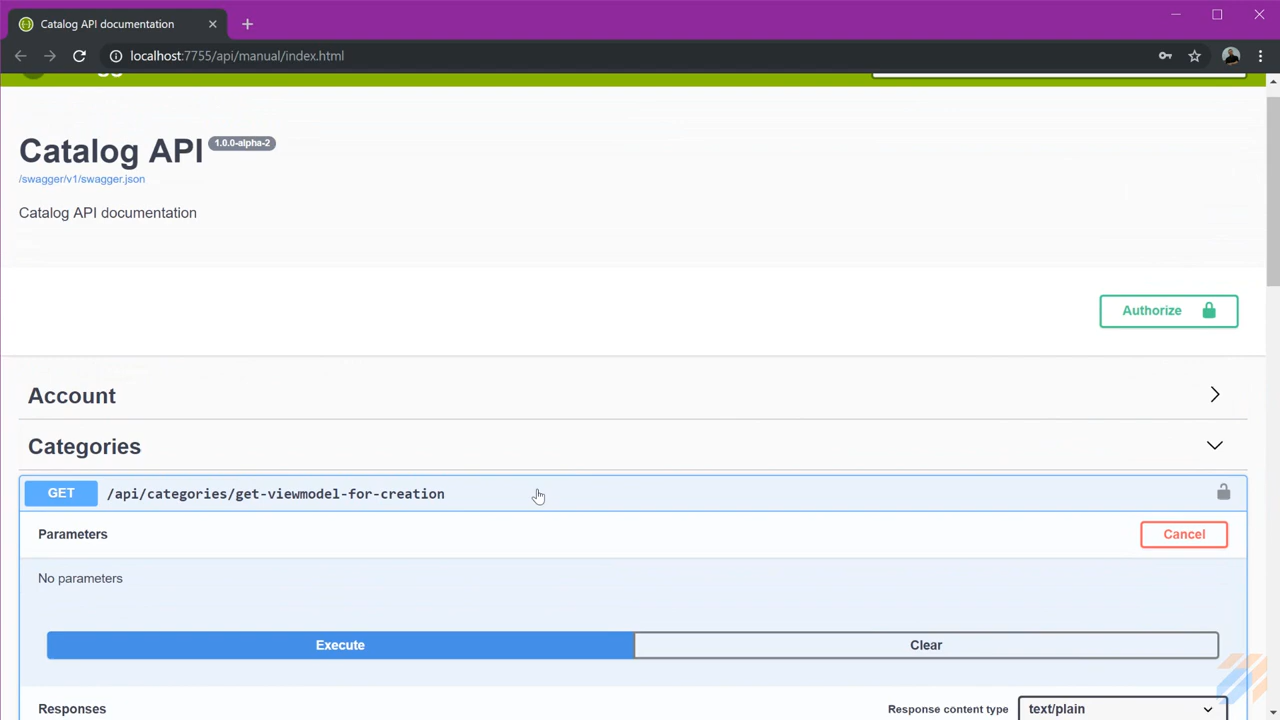 Catalog API documentation
localhost:7755/api/manual/index.html
Catalog API 1.0.0-alpha-2
/swagger/v1/swagger.json
Catalog API documentation
Authorize
Account
Categories
GET /api/categories/get-viewmodel-for-creation
Parameters
Cancel
No parameters
Execute
Clear
Responses
Response content type
text/plain